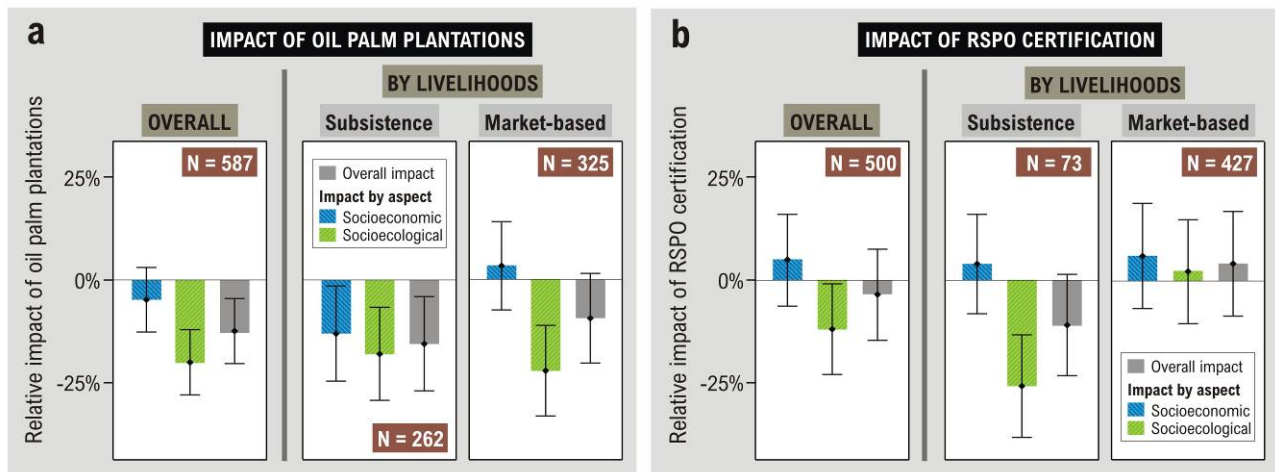 a
IMPACT OF OIL PALM PLANTATIONS
BY LIVELIHOODS
OVERALL
Subsistence
Market-based
Relative impact of oil palm plantations
25%
0%
-25%
N = 587
Overall impact
Impact by aspect
Socioeconomic
Socioecological
N = 262
N = 325
b
IMPACT OF RSPO CERTIFICATION
BY LIVELIHOODS
OVERALL
Subsistence
Market-based
Relative impact of RSPO certification
25%
0%
-25%
N = 500
N = 73
N = 427
Overall impact
Impact by aspect
Socioeconomic
Socioecological